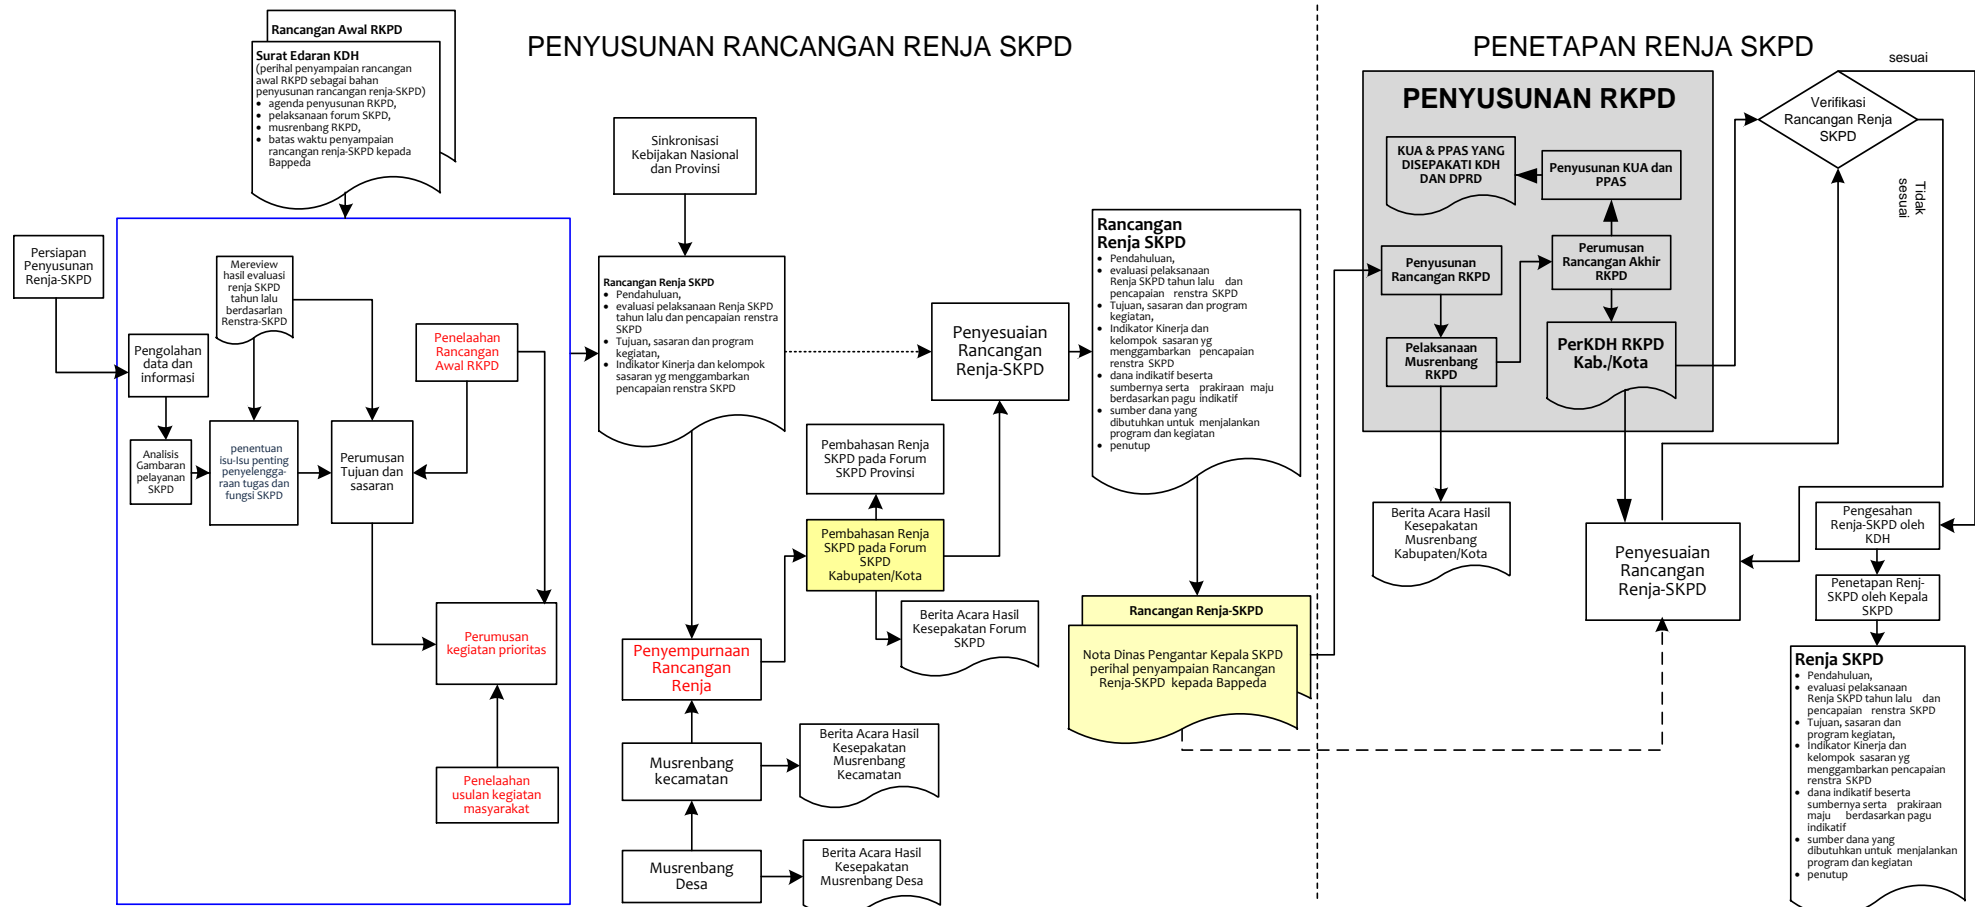 Rancangan Awal RKPD
Surat Edaran KDH
(perihal penyampaian rancangan
awal RKPD sebagai bahan
penyusunan rancangan renja-SKPD)
• agenda penyusunan RKPD,
• pelaksanaan forum SKPD,
• musrenbang RKPD,
• batas waktu penyampaian
rancangan renja-SKPD kepada
Bappeda
PENYUSUNAN RANCANGAN RENJA SKPD
Persiapan
Penyusunan
Renja-SKPD
Mereview
hasil evaluasi
renja SKPD
tahun lalu
berdasarlan
Renstra-SKPD
Pengolahan
data dan
informasi
Penelaahan
Rancangan
Awal RKPD
Analisis
Gambaran
pelayanan
SKPD
penentuan
isu-Isu penting
penyelengga-
raan tugas dan
fungsi SKPD
Perumusan
Tujuan dan
sasaran
Perumusan
kegiatan prioritas
Penelaahan
usulan kegiatan
masyarakat
Sinkronisasi
Kebijakan Nasional
dan Provinsi
Rancangan Renja SKPD
• Pendahuluan,
• evaluasi pelaksanaan Renja SKPD
tahun lalu dan pencapaian renstra
SKPD
• Tujuan, sasaran dan program
kegiatan,
• Indikator Kinerja dan kelompok
sasaran yg menggambarkan
pencapaian renstra SKPD
Penyempurnaan
Rancangan
Renja
Musrenbang
kecamatan
Berita Acara Hasil
Kesepakatan
Musrenbang
Kecamatan
Musrenbang
Desa
Berita Acara Hasil
Kesepakatan
Musrenbang Desa
Pembahasan Renja
SKPD pada Forum
SKPD Provinsi
Pembahasan Renja
SKPD pada Forum
SKPD
Kabupaten/Kota
Berita Acara Hasil
Kesepakatan Forum
SKPD
Penyesuaian
Rancangan
Renja-SKPD
Rancangan
Renja SKPD
• Pendahuluan,
• evaluasi pelaksanaan
Renja SKPD tahun lalu dan
pencapaian renstra SKPD
• Tujuan, sasaran dan program
kegiatan,
• Indikator Kinerja dan
kelompok sasaran yg
menggambarkan pencapaian
renstra SKPD
• dana indikatif beserta
sumbernya serta prakiraan maju
berdasarkan pagu indikatif
• sumber dana yang
dibutuhkan untuk menjalankan
program dan kegiatan
• penutup
Rancangan Renja-SKPD
Nota Dinas Pengantar Kepala SKPD
perihal penyampaian Rancangan
Renja-SKPD kepada Bappeda
PENETAPAN RENJA SKPD
PENYUSUNAN RKPD
KUA & PPAS YANG
DISEPAKATI KDH
DAN DPRD
Penyusunan KUA dan
PPAS
Penyusunan
Rancangan RKPD
Perumusan
Rancangan Akhir
RKPD
Pelaksanaan
Musrenbang
RKPD
PerKDH RKPD
Kab./Kota
Berita Acara Hasil
Kesepakatan
Musrenbang
Kabupaten/Kota
Penyesuaian
Rancangan
Renja-SKPD
Verifikasi
Rancangan Renja
SKPD
sesuai
Tidak
sesuai
Pengesahan
Renja-SKPD oleh
KDH
Penetapan Renj-
SKPD oleh Kepala
SKPD
Renja SKPD
• Pendahuluan,
• evaluasi pelaksanaan
Renja SKPD tahun lalu dan
pencapaian renstra SKPD
• Tujuan, sasaran dan
program kegiatan,
• Indikator Kinerja dan
kelompok sasaran yg
menggambarkan pencapaian
renstra SKPD
• dana indikatif beserta
sumbernya serta prakiraan
maju berdasarkan pagu
indikatif
• sumber dana yang
dibutuhkan untuk menjalankan
program dan kegiatan
• penutup